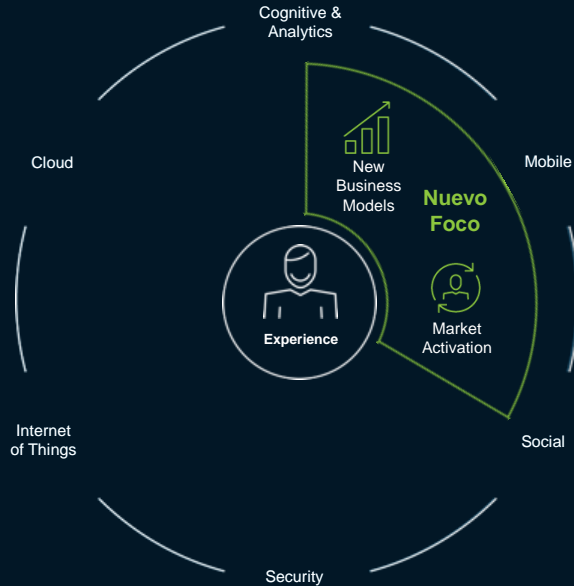 Cognitive &
Analytics
Cloud
Mobile
New
Business
Models
Nuevo
Foco
Experience
Market
Activation
Internet
of Things
Social
Security